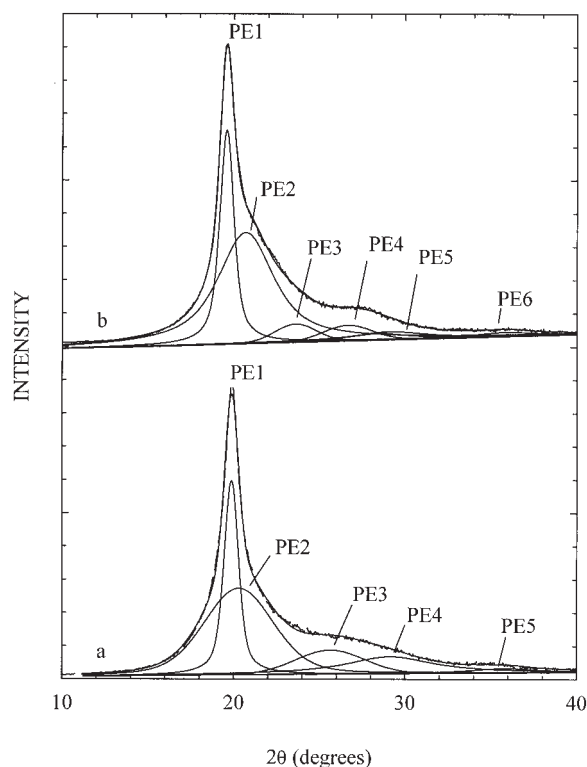 PE1
PE2
PE3
PE4
PE5
PE6
b
PE1
PE2
PE3
PE4
PE5
a
INTENSITY
10 20 30 40
2θ (degrees)